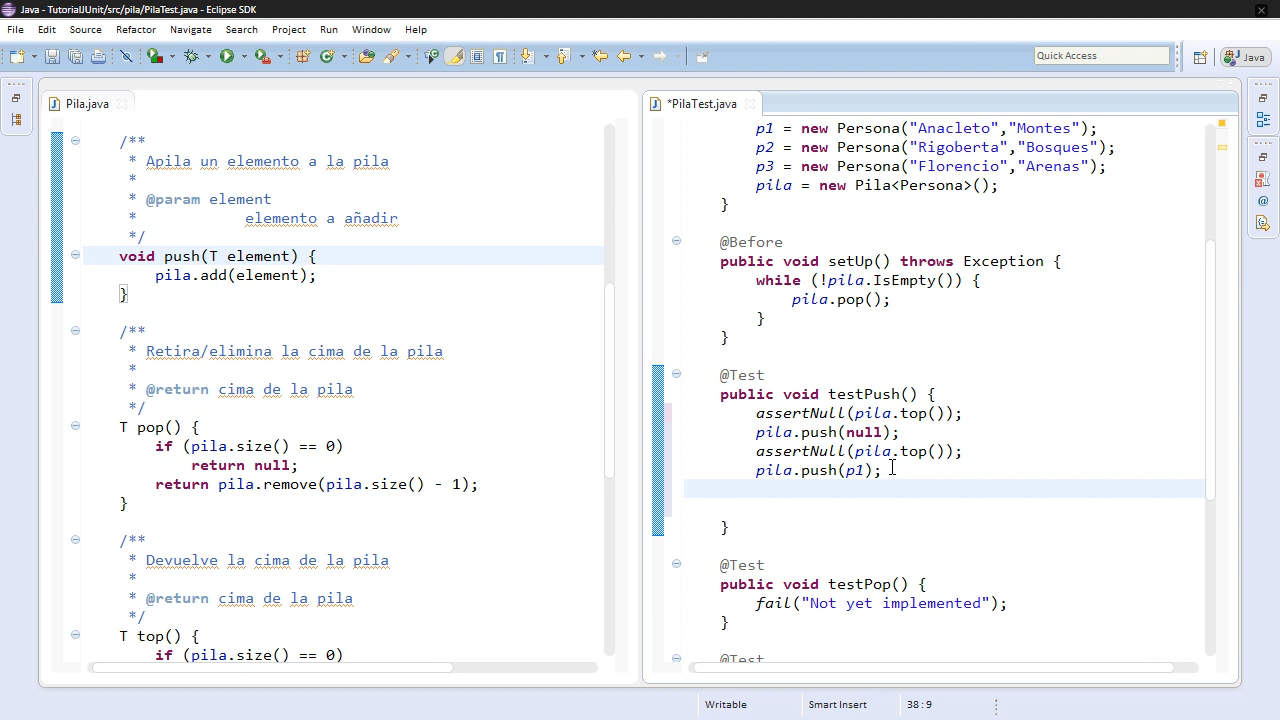 Java - TutorialJUnit/src/pila/PilaTest.java - Eclipse SDK
File Edit Source Refactor Navigate Search Project Run Window Help
Quick Access
Java
Pila.java
/**
* Apila un elemento a la pila
*
* @param element
* elemento a añadir
*/
void push(T element) {
pila.add(element);
}
/**
* Retira/elimina la cima de la pila
*
* @return cima de la pila
*/
T pop() {
if (pila.size() == 0)
return null;
return pila.remove(pila.size() - 1);
}
/**
* Devuelve la cima de la pila
*
* @return cima de la pila
*/
T top() {
if (pila.size() == 0)
*PilaTest.java
p1 = new Persona("Anacleto","Montes");
p2 = new Persona("Rigoberta","Bosques");
p3 = new Persona("Florencio","Arenas");
pila = new Pila<Persona>();
}
@Before
public void setUp() throws Exception {
while (!pila.IsEmpty()) {
pila.pop();
}
}
@Test
public void testPush() {
assertNull(pila.top());
pila.push(null);
assertNull(pila.top());
pila.push(p1);
}
@Test
public void testPop() {
fail("Not yet implemented");
}
@Test
Writable Smart Insert 38 : 9